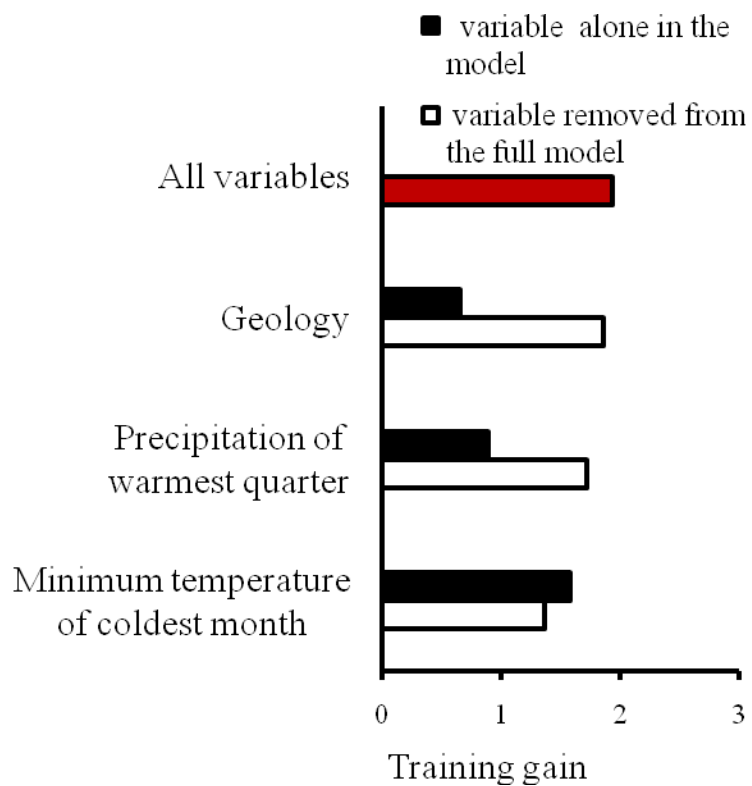 variable alone in the
model
variable removed from
the full model
All variables
Geology
Precipitation of
warmest quarter
Minimum temperature
of coldest month
0 1 2 3
Training gain